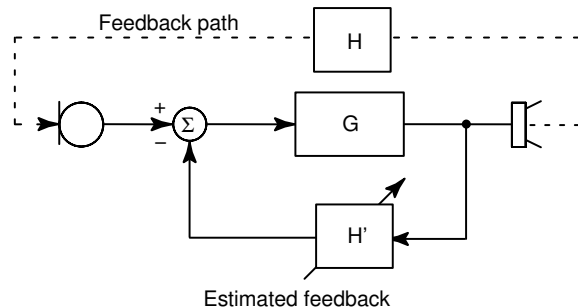 Feedback path
H
+
Σ
−
G
H'
Estimated feedback